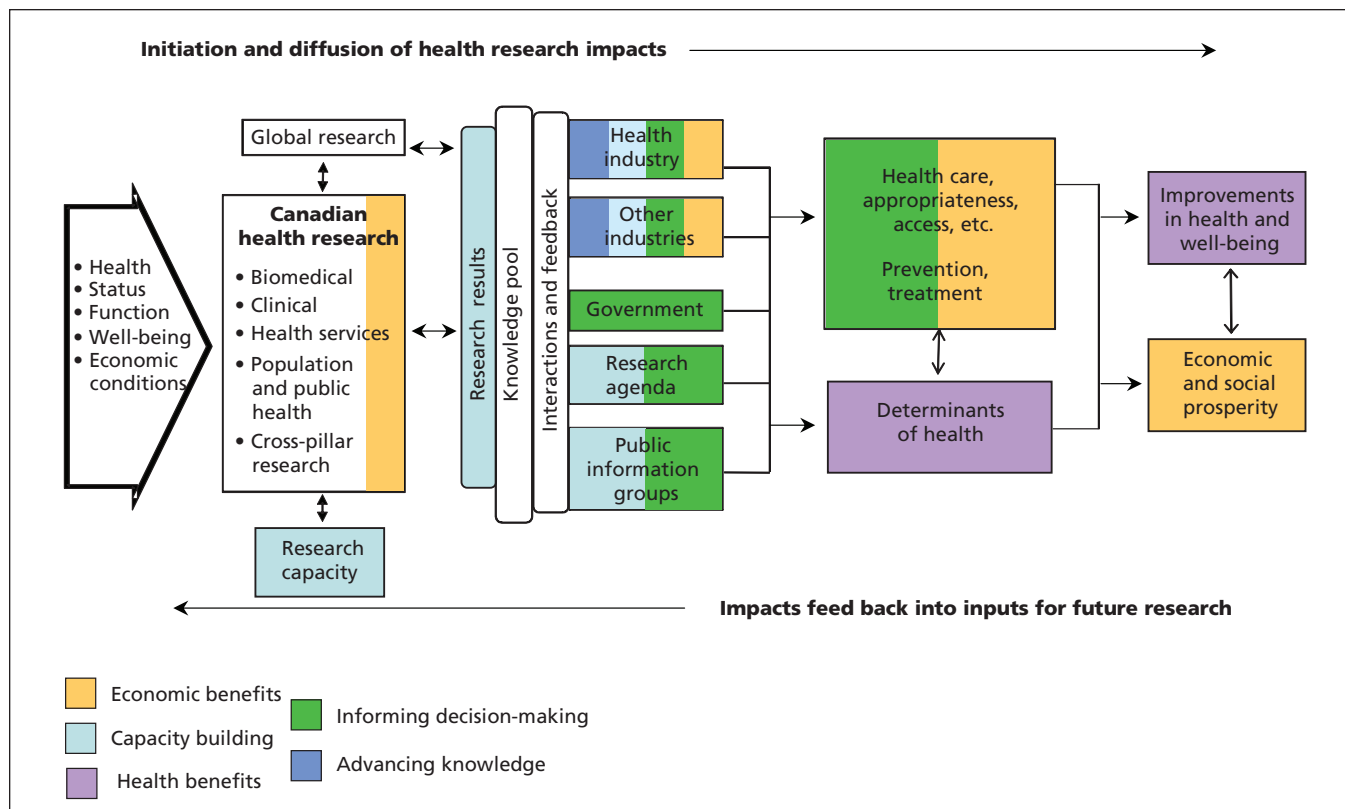 Initiation and diffusion of health research impacts
Global research
• Health
• Status
• Function
• Well-being
• Economic
conditions
Canadian
health research
• Biomedical
• Clinical
• Health services
• Population
and public
health
• Cross-pillar
research
Research
capacity
Research results
Knowledge pool
Interactions and feedback
Health
industry
Other
industries
Government
Research
agenda
Public
information
groups
Health care,
appropriateness,
access, etc.
Prevention,
treatment
Determinants
of health
Improvements
in health and
well-being
Economic
and social
prosperity
Impacts feed back into inputs for future research
Economic benefits
Capacity building
Health benefits
Informing decision-making
Advancing knowledge